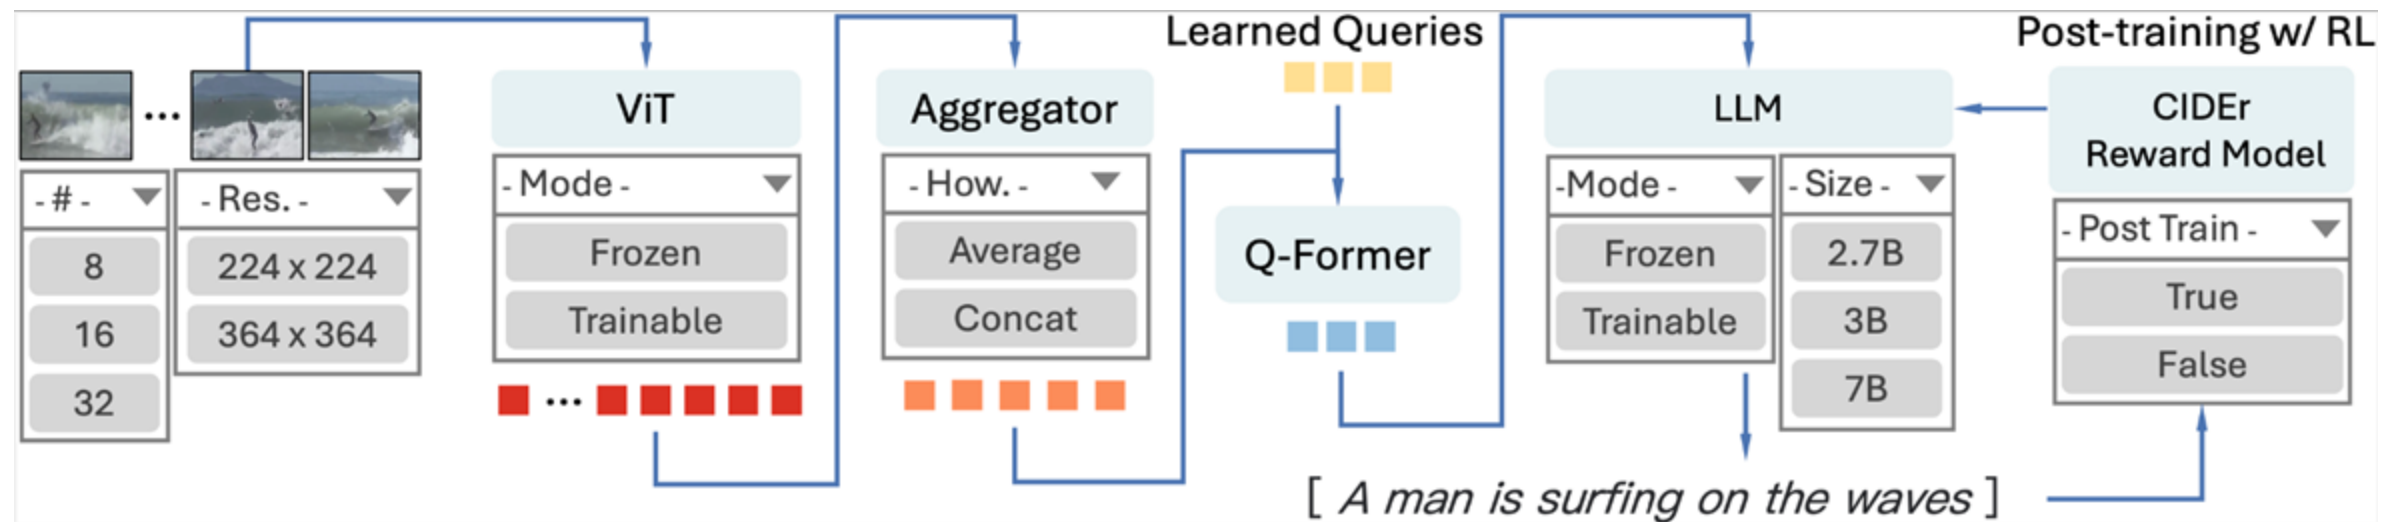 Learned Queries
Post-training w/ RL
ViT
Aggregator
LLM
CIDEr
Reward Model
...
- # -
8
16
32
- Res. -
224 x 224
364 x 364
- Mode -
Frozen
Trainable
...
- How. -
Average
Concat
Q-Former
-Mode -
Frozen
Trainable
- Size -
2.7B
3B
7B
- Post Train -
True
False
[ A man is surfing on the waves ]